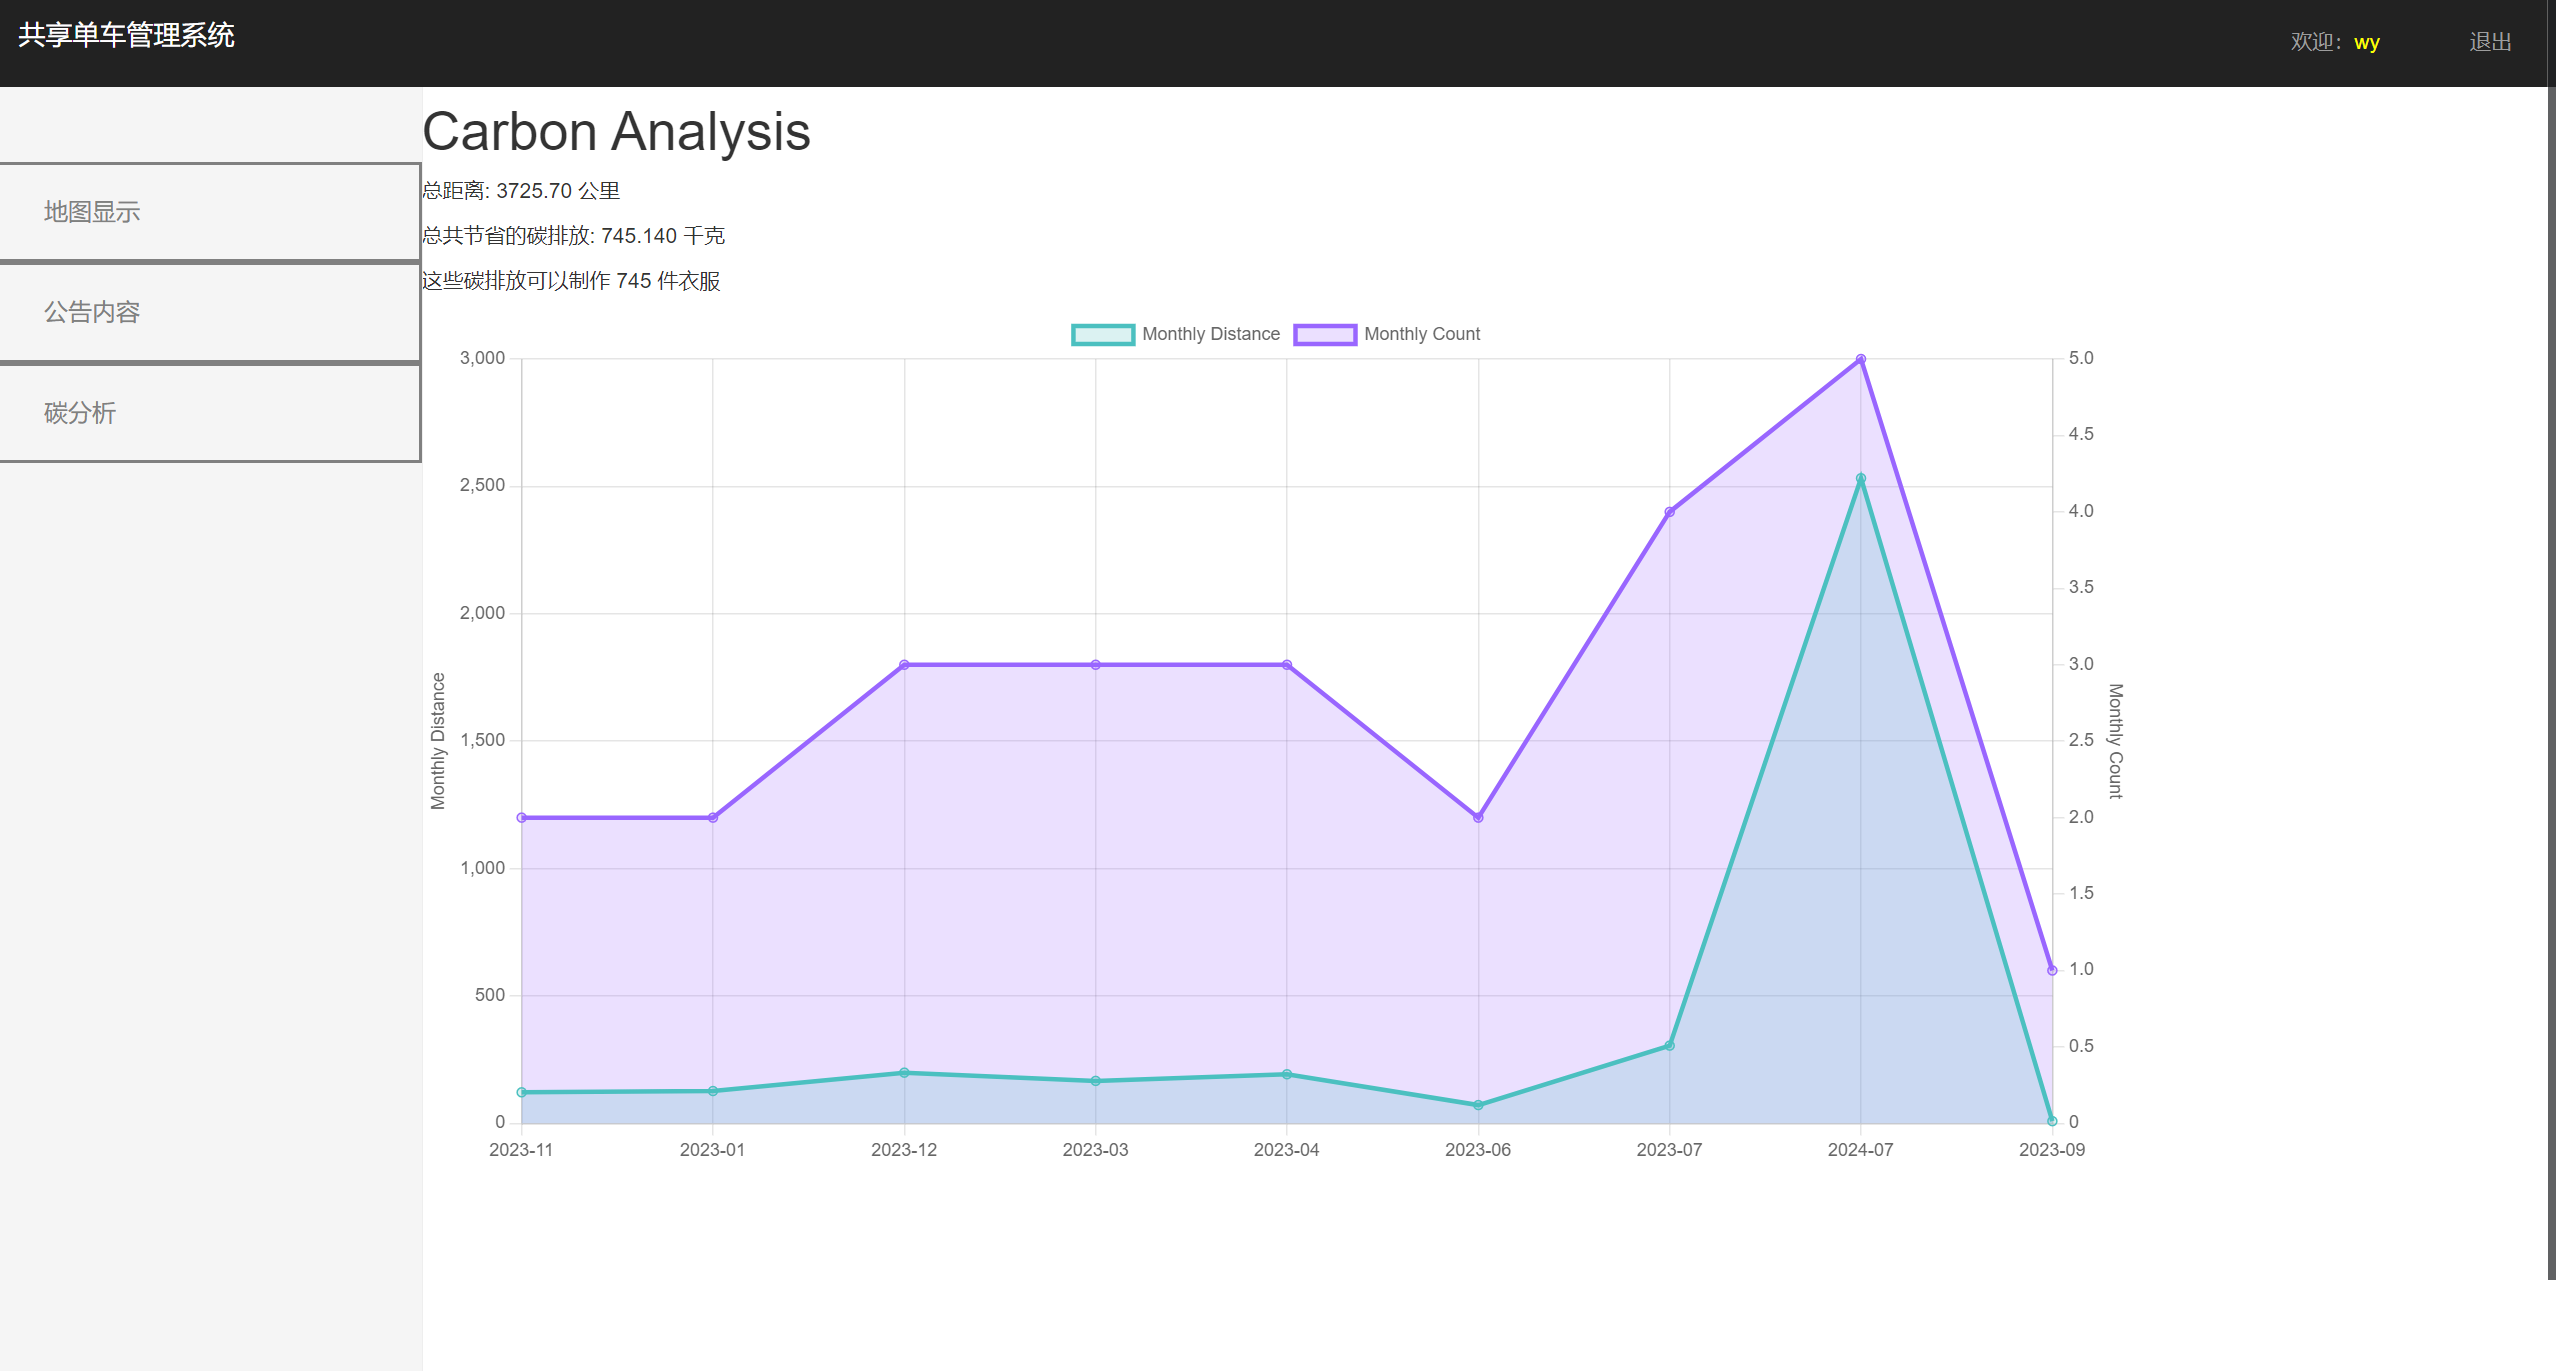 共享单车管理系统
欢迎：wy 退出
地图显示
公告内容
碳分析
Carbon Analysis
总距离: 3725.70 公里
总共节省的碳排放: 745.140 千克
这些碳排放可以制作 745 件衣服
Monthly Distance Monthly Count
Monthly Distance
3,000
2,500
2,000
1,500
1,000
500
0
5.0
4.5
4.0
3.5
3.0
2.5
2.0
1.5
1.0
0.5
0
Monthly Count
2023-11 2023-01 2023-12 2023-03 2023-04 2023-06 2023-07 2024-07 2023-09